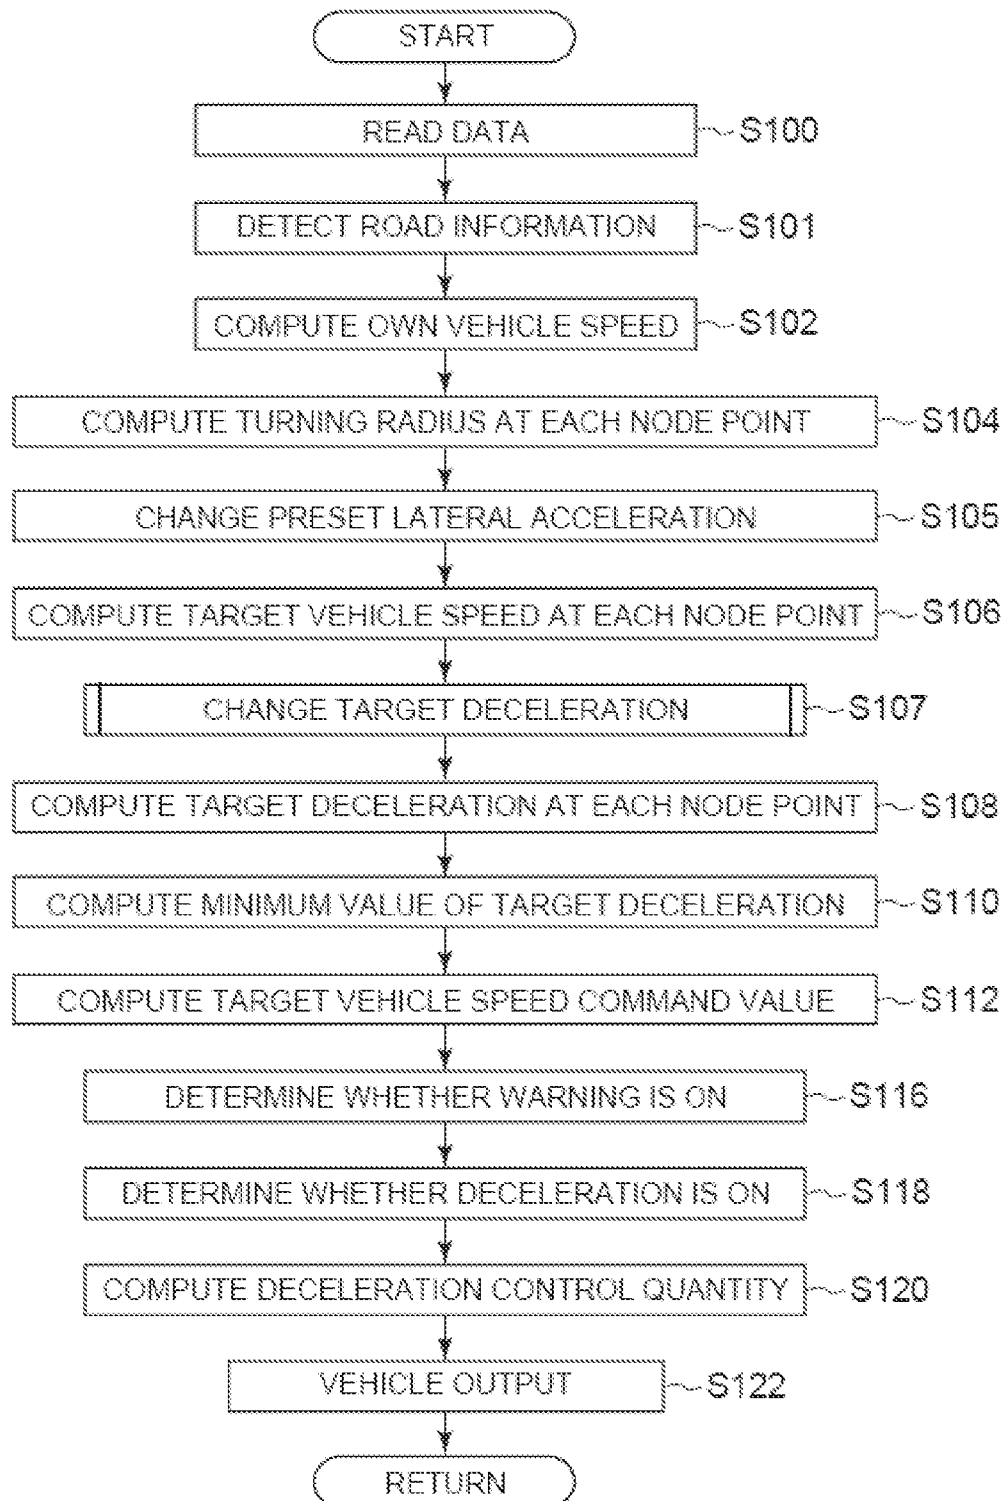 START
READ DATA
S100
DETECT ROAD INFORMATION
S101
COMPUTE OWN VEHICLE SPEED
S102
COMPUTE TURNING RADIUS AT EACH NODE POINT
S104
CHANGE PRESET LATERAL ACCELERATION
S105
COMPUTE TARGET VEHICLE SPEED AT EACH NODE POINT
S106
CHANGE TARGET DECELERATION
S107
COMPUTE TARGET DECELERATION AT EACH NODE POINT
S108
COMPUTE MINIMUM VALUE OF TARGET DECELERATION
S110
COMPUTE TARGET VEHICLE SPEED COMMAND VALUE
S112
DETERMINE WHETHER WARNING IS ON
S116
DETERMINE WHETHER DECELERATION IS ON
S118
COMPUTE DECELERATION CONTROL QUANTITY
S120
VEHICLE OUTPUT
S122
RETURN